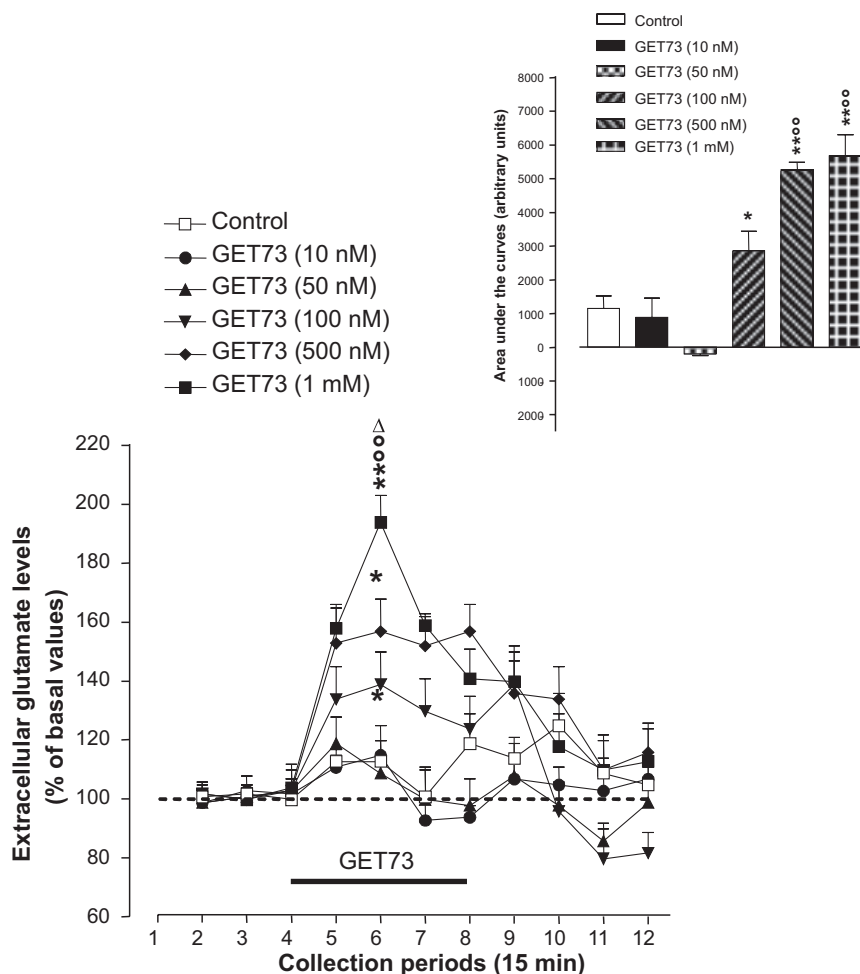 Control
GET73 (10 nM)
GET73 (50 nM)
GET73 (100 nM)
GET73 (500 nM)
GET73 (1 mM)
Area under the curves (arbitrary units)
8000
7000
6000
5000
4000
3000
2000
1000
0
1000
2000
*
**°°
**°°
Control
GET73 (10 nM)
GET73 (50 nM)
GET73 (100 nM)
GET73 (500 nM)
GET73 (1 mM)
Extracellular glutamate levels
(% of basal values)
220
200
180
160
140
120
100
80
60
**°°Δ
*
*
GET73
1 2 3 4 5 6 7 8 9 10 11 12
Collection periods (15 min)